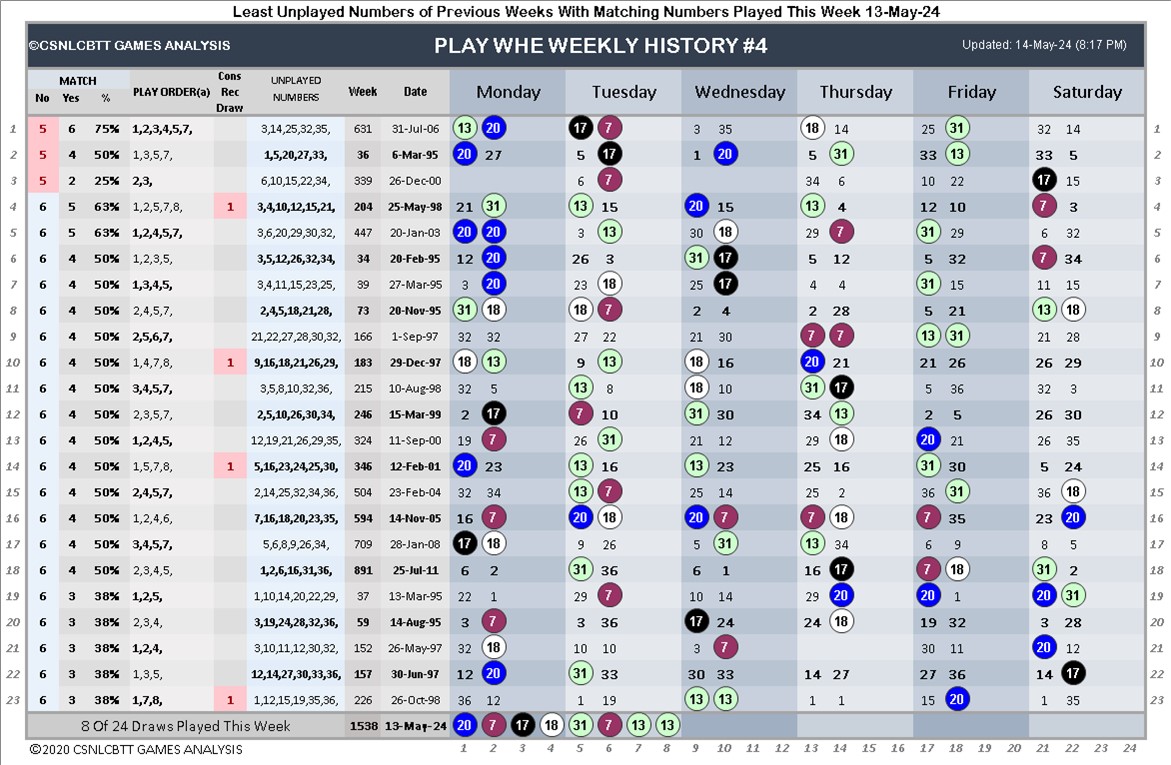 Least Unplayed Numbers of Previous Weeks With Matching Numbers Played This Week 13-May-24
©CSNLCBTT GAMES ANALYSIS PLAY WHE WEEKLY HISTORY #4 Updated: 14-May-24 (8:17 PM)
MATCH No Yes % PLAY ORDER(a) Cons Rec Draw UNPLAYED NUMBERS Week Date Monday Tuesday Wednesday Thursday Friday Saturday
1 5 6 75% 1,2,3,4,5,7, 3,14,25,32,35, 631 31-Jul-06 13 20 17 7 3 35 18 14 25 31 32 14 1
2 5 4 50% 1,3,5,7, 1,5,20,27,33, 36 6-Mar-95 20 27 5 17 1 20 5 31 33 13 33 5 2
3 5 2 25% 2,3, 6,10,15,22,34, 339 26-Dec-00 6 7 34 6 10 22 17 15 3
4 6 5 63% 1,2,5,7,8, 1 3,4,10,12,15,21, 204 25-May-98 21 31 13 15 20 15 13 4 12 10 7 3 4
5 6 5 63% 1,2,4,5,7, 3,6,20,29,30,32, 447 20-Jan-03 20 20 3 13 30 18 29 7 31 29 6 32 5
6 6 4 50% 1,2,3,5, 3,5,12,26,32,34, 34 20-Feb-95 12 20 26 3 31 17 5 12 5 32 7 34 6
7 6 4 50% 1,3,4,5, 3,4,11,15,23,25, 39 27-Mar-95 3 20 23 18 25 17 4 4 31 15 11 15 7
8 6 4 50% 2,4,5,7, 2,4,5,18,21,28, 73 20-Nov-95 31 18 18 7 2 4 2 28 5 21 13 18 8
9 6 4 50% 2,5,6,7, 21,22,27,28,30,32, 166 1-Sep-97 32 32 27 22 21 30 7 7 13 31 21 28 9
10 6 4 50% 1,4,7,8, 1 9,16,18,21,26,29, 183 29-Dec-97 18 13 9 13 18 16 20 21 21 26 26 29 10
11 6 4 50% 3,4,5,7, 3,5,8,10,32,36, 215 10-Aug-98 32 5 13 8 18 10 31 17 5 36 32 3 11
12 6 4 50% 2,3,5,7, 2,5,10,26,30,34, 246 15-Mar-99 2 17 7 10 31 30 34 13 2 5 26 30 12
13 6 4 50% 1,2,4,5, 12,19,21,26,29,35, 324 11-Sep-00 19 7 26 31 21 12 29 18 20 21 26 35 13
14 6 4 50% 1,5,7,8, 1 5,16,23,24,25,30, 346 12-Feb-01 20 23 13 16 13 23 25 16 31 30 5 24 14
15 6 4 50% 2,4,5,7, 2,14,25,32,34,36, 504 23-Feb-04 32 34 13 7 25 14 25 2 36 31 36 18 15
16 6 4 50% 1,2,4,6, 7,16,18,20,23,35, 594 14-Nov-05 16 7 20 18 20 7 7 18 7 35 23 20 16
17 6 4 50% 3,4,5,7, 5,6,8,9,26,34, 709 28-Jan-08 17 18 9 26 5 31 13 34 6 9 8 5 17
18 6 4 50% 2,3,4,5, 1,2,6,16,31,36, 891 25-Jul-11 6 2 31 36 6 1 16 17 7 18 31 2 18
19 6 3 38% 1,2,5, 1,10,14,20,22,29, 37 13-Mar-95 22 1 29 7 10 14 29 20 20 1 20 31 19
20 6 3 38% 2,3,4, 3,19,24,28,32,36, 59 14-Aug-95 3 7 3 36 17 24 24 18 19 32 3 28 20
21 6 3 38% 1,2,4, 3,10,11,12,30,32, 152 26-May-97 32 18 10 10 3 7 30 11 20 12 21
22 6 3 38% 1,3,5, 12,14,27,30,33,36, 157 30-Jun-97 12 20 31 33 30 33 14 27 27 36 14 17 22
23 6 3 38% 1,7,8, 1 1,12,15,19,35,36, 226 26-Oct-98 36 12 1 19 13 13 1 1 15 20 1 35 23
8 Of 24 Draws Played This Week 1538 13-May-24 20 7 17 18 31 7 13 13
©2020 CSNLCBTT GAMES ANALYSIS 1 2 3 4 5 6 7 8 9 10 11 12 13 14 15 16 17 18 19 20 21 22 23 24